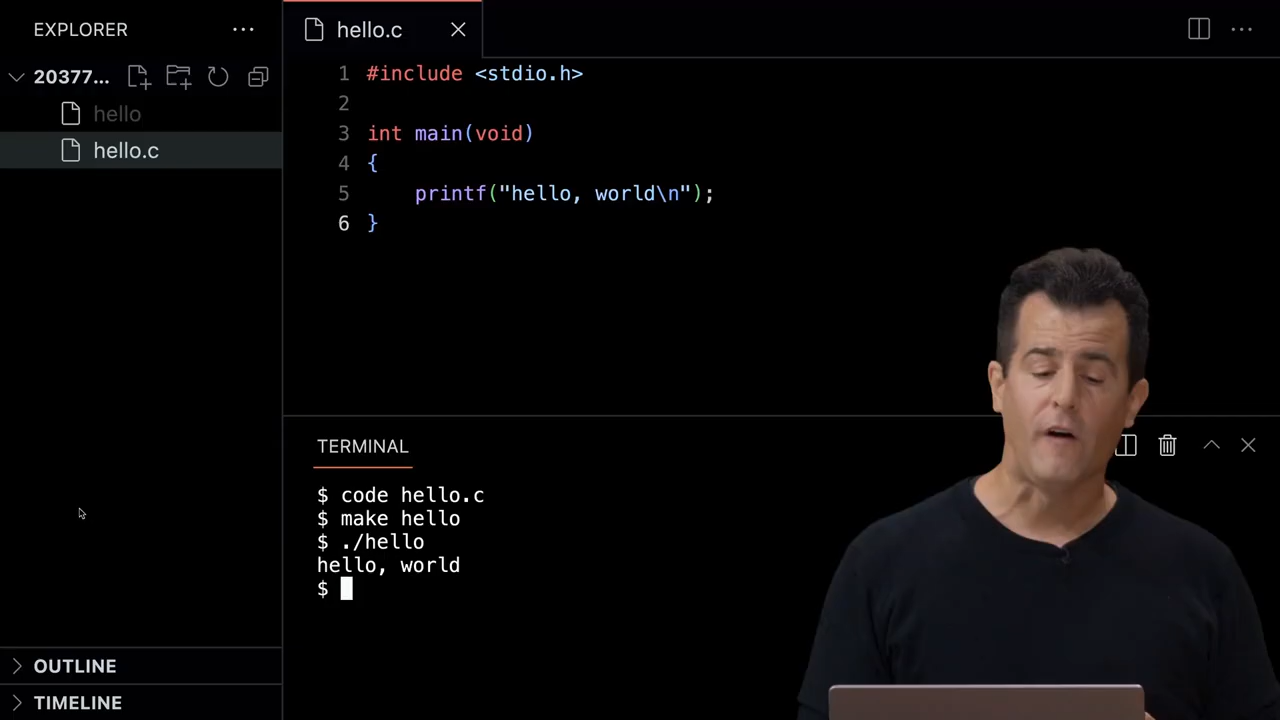 EXPLORER
20377...
hello
hello.c
OUTLINE
TIMELINE
hello.c
1 #include <stdio.h>
2
3 int main(void)
4 {
5 printf("hello, world\n");
6 }
TERMINAL
$ code hello.c
$ make hello
$ ./hello
hello, world
$